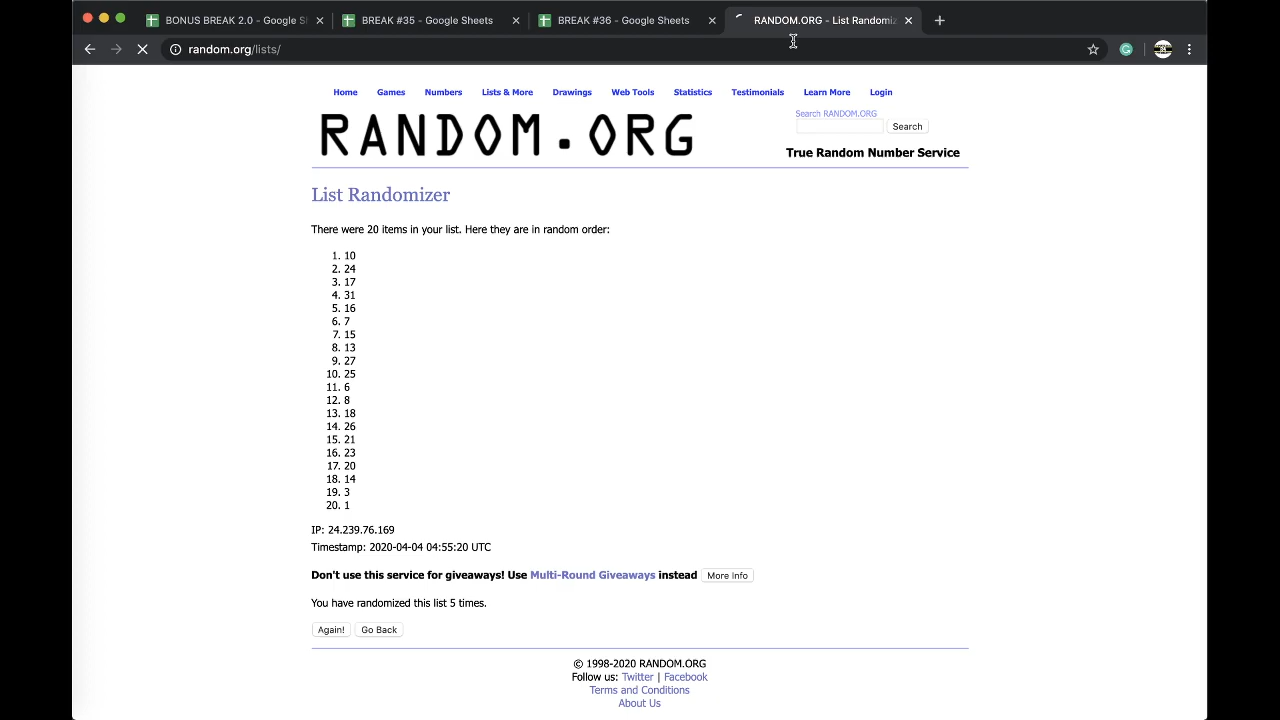 BONUS BREAK 2.0 - Google S
BREAK #35 - Google Sheets
BREAK #36 - Google Sheets
RANDOM.ORG - List Randomiz
random.org/lists/
Home Games Numbers Lists & More Drawings Web Tools Statistics Testimonials Learn More Login
RANDOM.ORG
Search RANDOM.ORG
Search
True Random Number Service
List Randomizer
There were 20 items in your list. Here they are in random order:
1. 10
2. 24
3. 17
4. 31
5. 16
6. 7
7. 15
8. 13
9. 27
10. 25
11. 6
12. 8
13. 18
14. 26
15. 21
16. 23
17. 20
18. 14
19. 3
20. 1
IP: 24.239.76.169
Timestamp: 2020-04-04 04:55:20 UTC
Don't use this service for giveaways! Use Multi-Round Giveaways instead More Info
You have randomized this list 5 times.
Again! Go Back
© 1998-2020 RANDOM.ORG
Follow us: Twitter | Facebook
Terms and Conditions
About Us